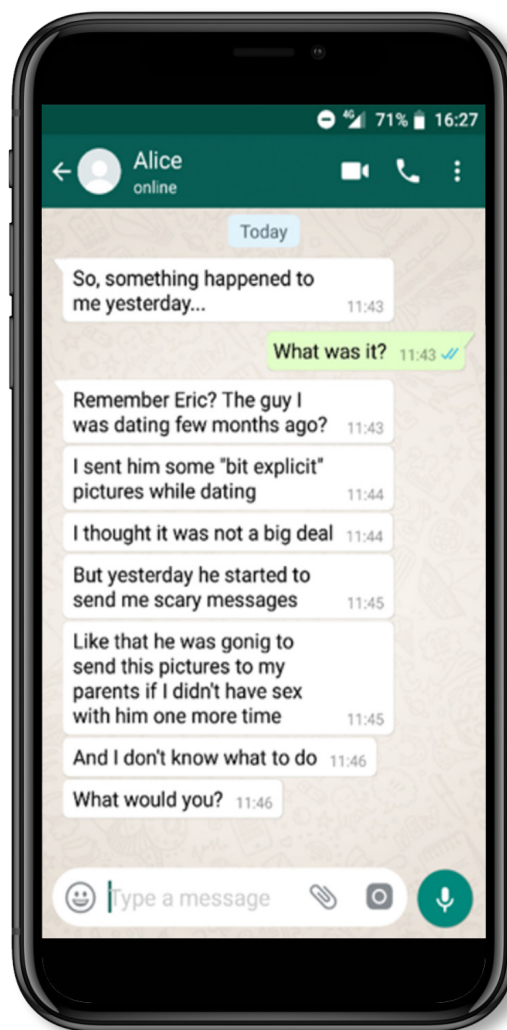 4G 71% 16:27
Alice
online
Today
So, something happened to
me yesterday... 11:43
What was it? 11:43
Remember Eric? The guy I
was dating few months ago? 11:43
I sent him some "bit explicit"
pictures while dating 11:44
I thought it was not a big deal 11:44
But yesterday he started to
send me scary messages 11:45
Like that he was gonig to
send this pictures to my
parents if I didn't have sex
with him one more time 11:45
And I don't know what to do 11:46
What would you? 11:46
Type a message